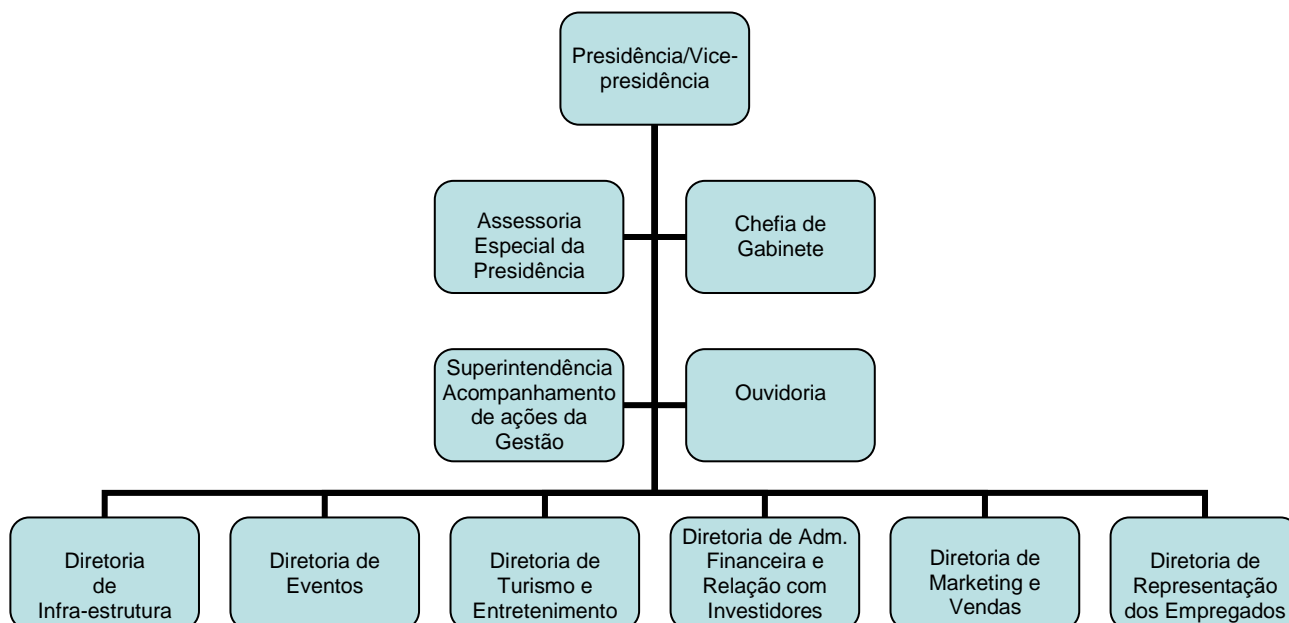 Presidência/Vice-
presidência
Assessoria
Especial da
Presidência
Chefia de
Gabinete
Superintendência
Acompanhamento
de ações da
Gestão
Ouvidoria
Diretoria
de
Infra-estrutura
Diretoria de
Eventos
Diretoria de
Turismo e
Entretenimento
Diretoria de Adm.
Financeira e
Relação com
Investidores
Diretoria de
Marketing e
Vendas
Diretoria de
Representação
dos Empregados